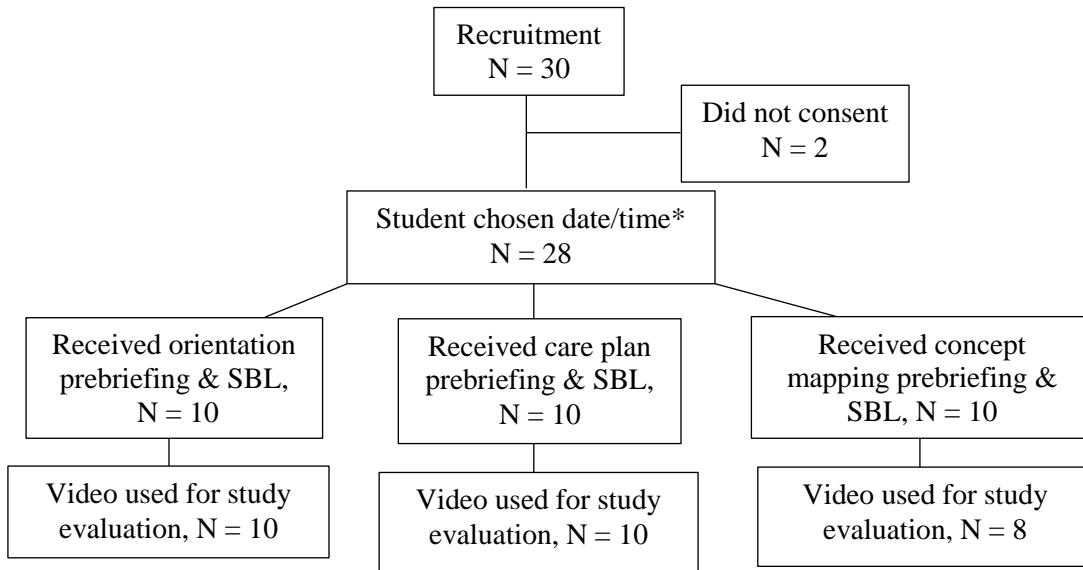 Recruitment
N = 30
Did not consent
N = 2
Student chosen date/time*
N = 28
Received orientation
prebriefing & SBL,
N = 10
Received care plan
prebriefing & SBL,
N = 10
Received concept
mapping prebriefing &
SBL, N = 10
Video used for study
evaluation, N = 10
Video used for study
evaluation, N = 10
Video used for study
evaluation, N = 8